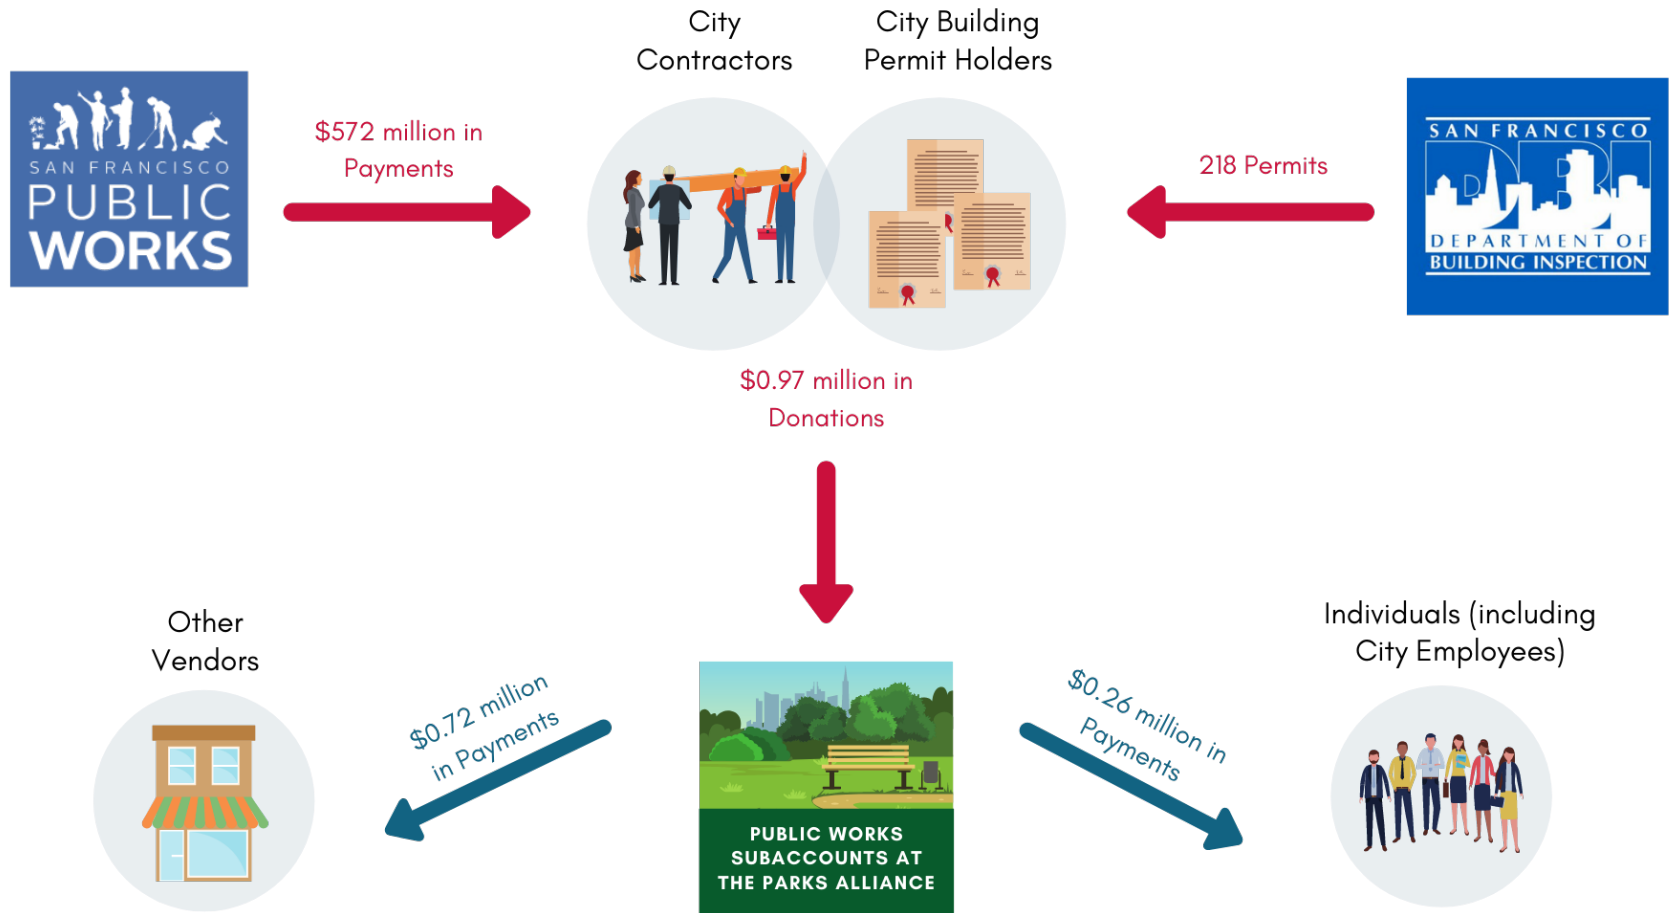 City
Contractors
City Building
Permit Holders
SAN FRANCISCO
PUBLIC
WORKS
$572 million in
Payments
218 Permits
SAN FRANCISCO
DBI
DEPARTMENT OF
BUILDING INSPECTION
$0.97 million in
Donations
Other
Vendors
$0.72 million
in Payments
PUBLIC WORKS
SUBACCOUNTS AT
THE PARKS ALLIANCE
$0.26 million in
Payments
Individuals (including
City Employees)